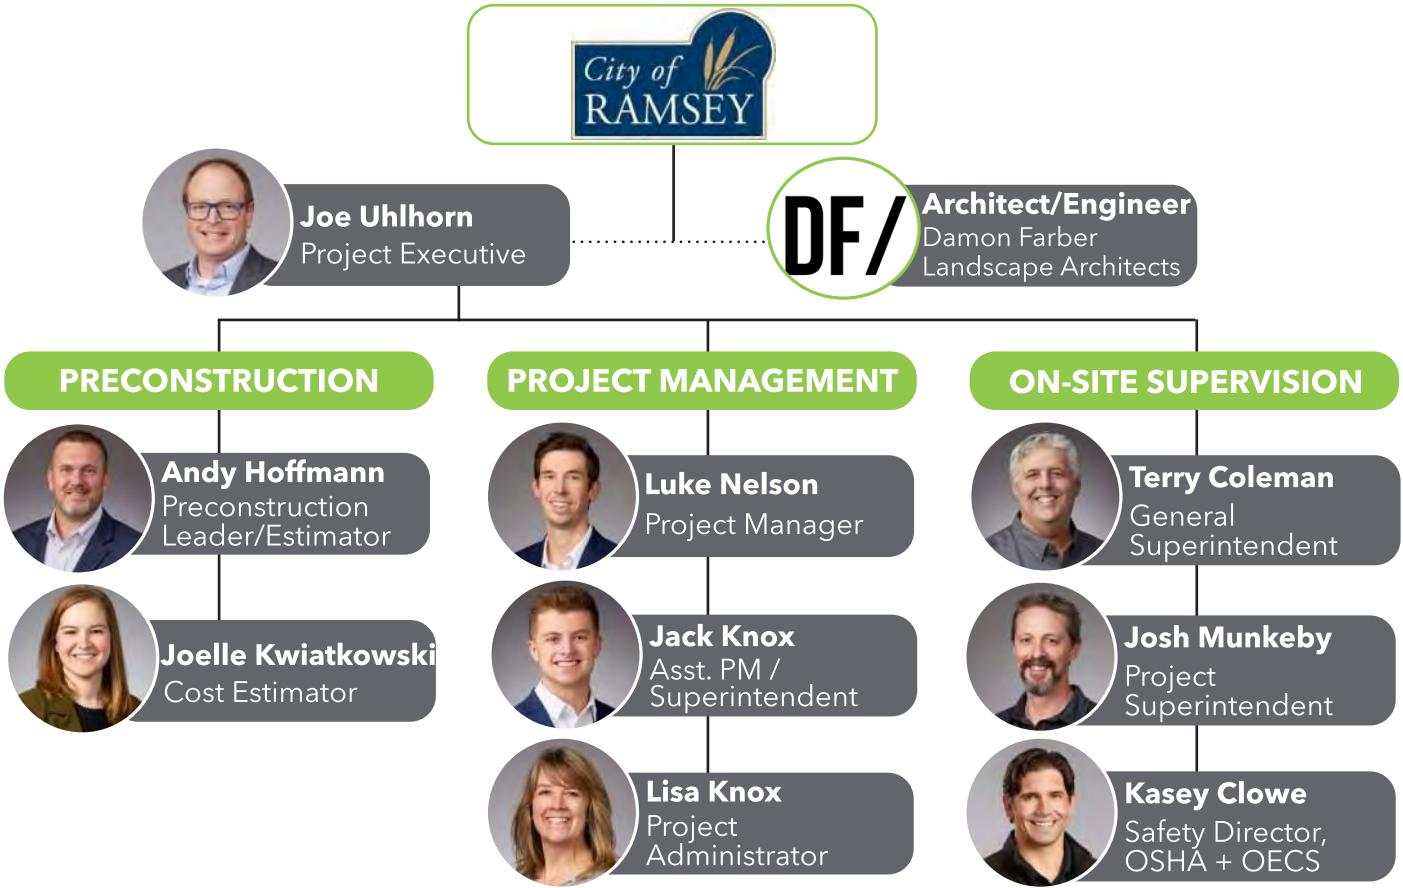 City of
RAMSEY
Joe Uhlhorn
Project Executive
DF/
Architect/Engineer
Damon Farber
Landscape Architects
PRECONSTRUCTION
Andy Hoffmann
Preconstruction
Leader/Estimator
Joelle Kwiatkowski
Cost Estimator
PROJECT MANAGEMENT
Luke Nelson
Project Manager
Jack Knox
Asst. PM /
Superintendent
Lisa Knox
Project
Administrator
ON-SITE SUPERVISION
Terry Coleman
General
Superintendent
Josh Munkeby
Project
Superintendent
Kasey Clowe
Safety Director,
OSHA + OECS